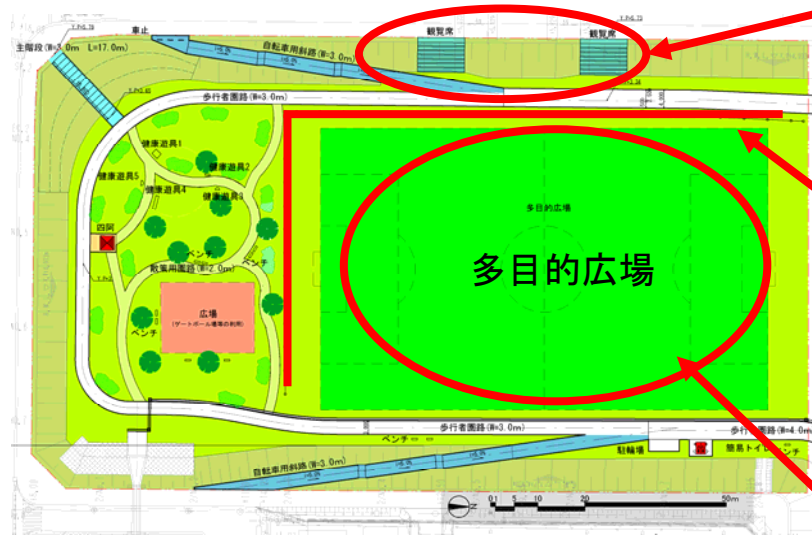 Y.P+9.78
車止
観覧席
観覧席
Y.P+9.73
主階段(W=3.0m L=17.0m)
自転車用斜路(W=3.0m)
歩行者園路(W=3.0m)
健康遊具1
健康遊具2
健康遊具5
健康遊具4
健康遊具3
多目的広場
四阿
ベンチ
ベンチ
多目的広場
散策用園路(W=2.0m)
広場
(ゲートボール場等の利用)
ベンチ
歩行者園路(W=3.0m)
歩行者園路(W=4.0m)
ベンチ
駐輪場
簡易トイレ
ベンチ
自転車用斜路(W=3.0m)
N
0 1 5 10 20 50m